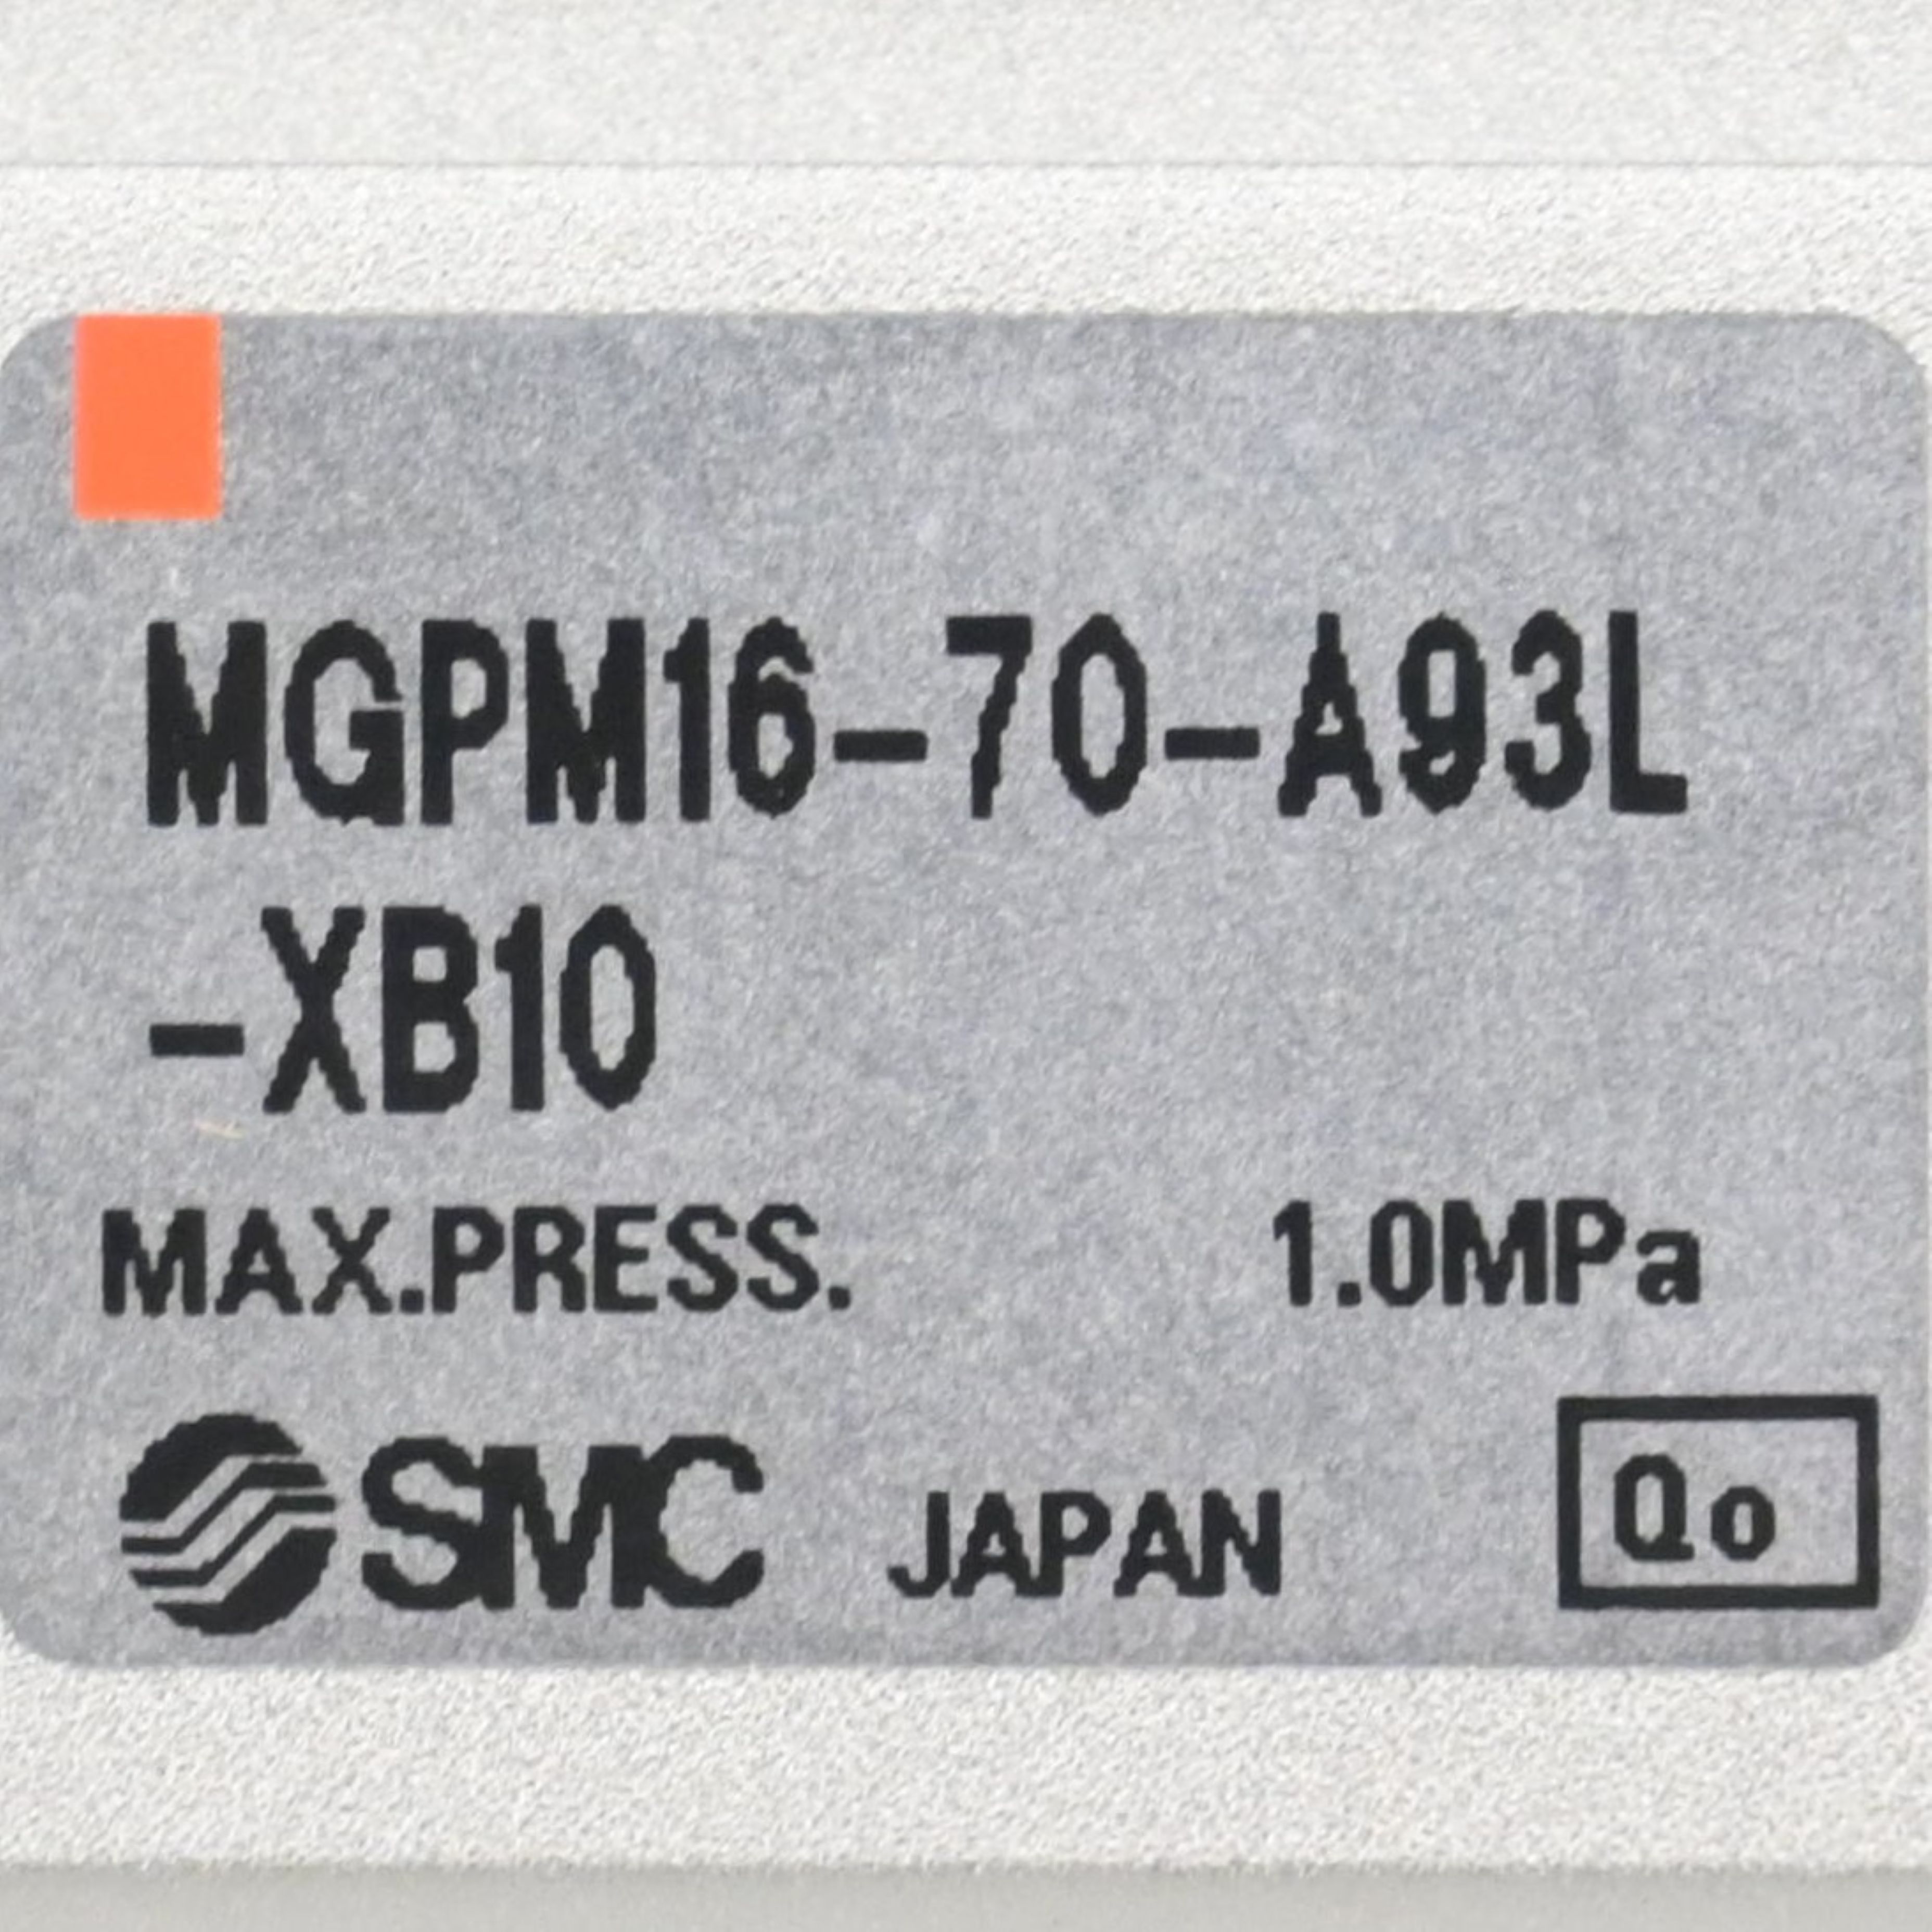 MGPM16-70-A93L
-XB10
MAX.PRESS. 1.0MPa
SMC JAPAN Qo